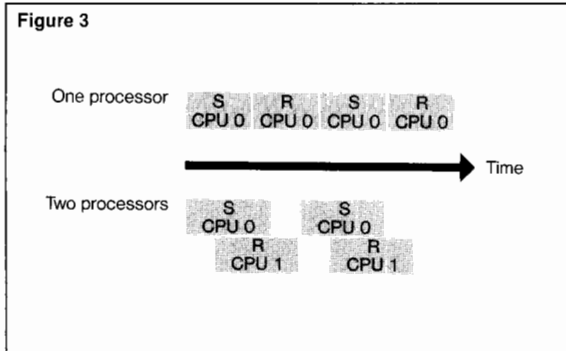 Figure 3
One processor
S R S R
CPU 0 CPU 0 CPU 0 CPU 0
Time
Two processors
S S
CPU 0 CPU 0
R R
CPU 1 CPU 1